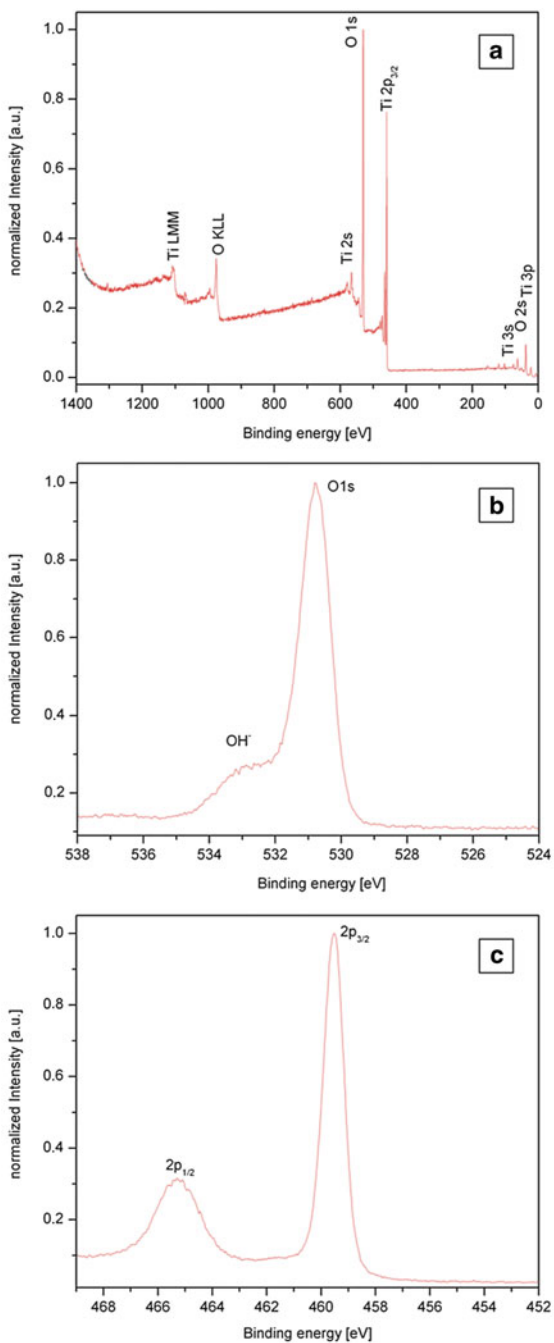 a
normalized Intensity [a.u.]
1.0
0.8
0.6
0.4
0.2
0.0
Ti LMM
O KLL
Ti 2s
O 1s
Ti 2p3/2
Ti 3s
O 2s
Ti 3p
1400 1200 1000 800 600 400 200 0
Binding energy [eV]
b
normalized Intensity [a.u.]
1.0
0.8
0.6
0.4
0.2
O1s
OH-
538 536 534 532 530 528 526 524
Binding energy [eV]
c
normalized Intensity [a.u.]
1.0
0.8
0.6
0.4
0.2
2p3/2
2p1/2
468 466 464 462 460 458 456 454 452
Binding energy [eV]